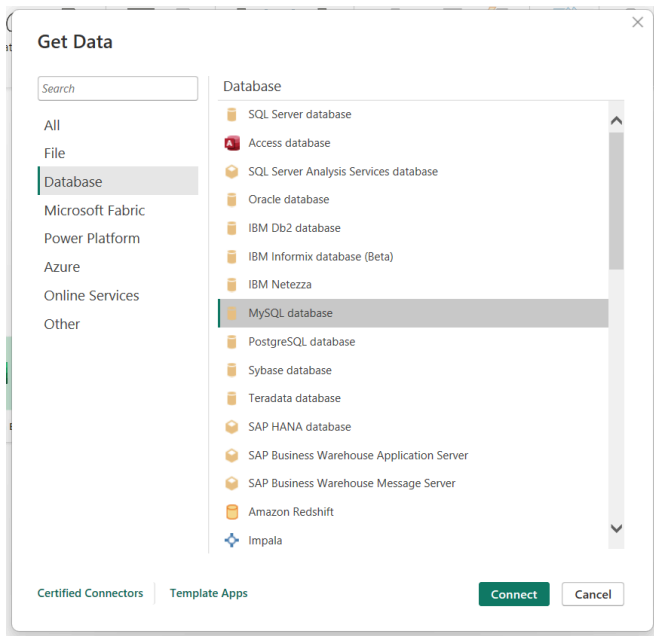 Get Data
Search
All
File
Database
Microsoft Fabric
Power Platform
Azure
Online Services
Other
Database
SQL Server database
Access database
SQL Server Analysis Services database
Oracle database
IBM Db2 database
IBM Informix database (Beta)
IBM Netezza
MySQL database
PostgreSQL database
Sybase database
Teradata database
SAP HANA database
SAP Business Warehouse Application Server
SAP Business Warehouse Message Server
Amazon Redshift
Impala
Certified Connectors
Template Apps
Connect
Cancel